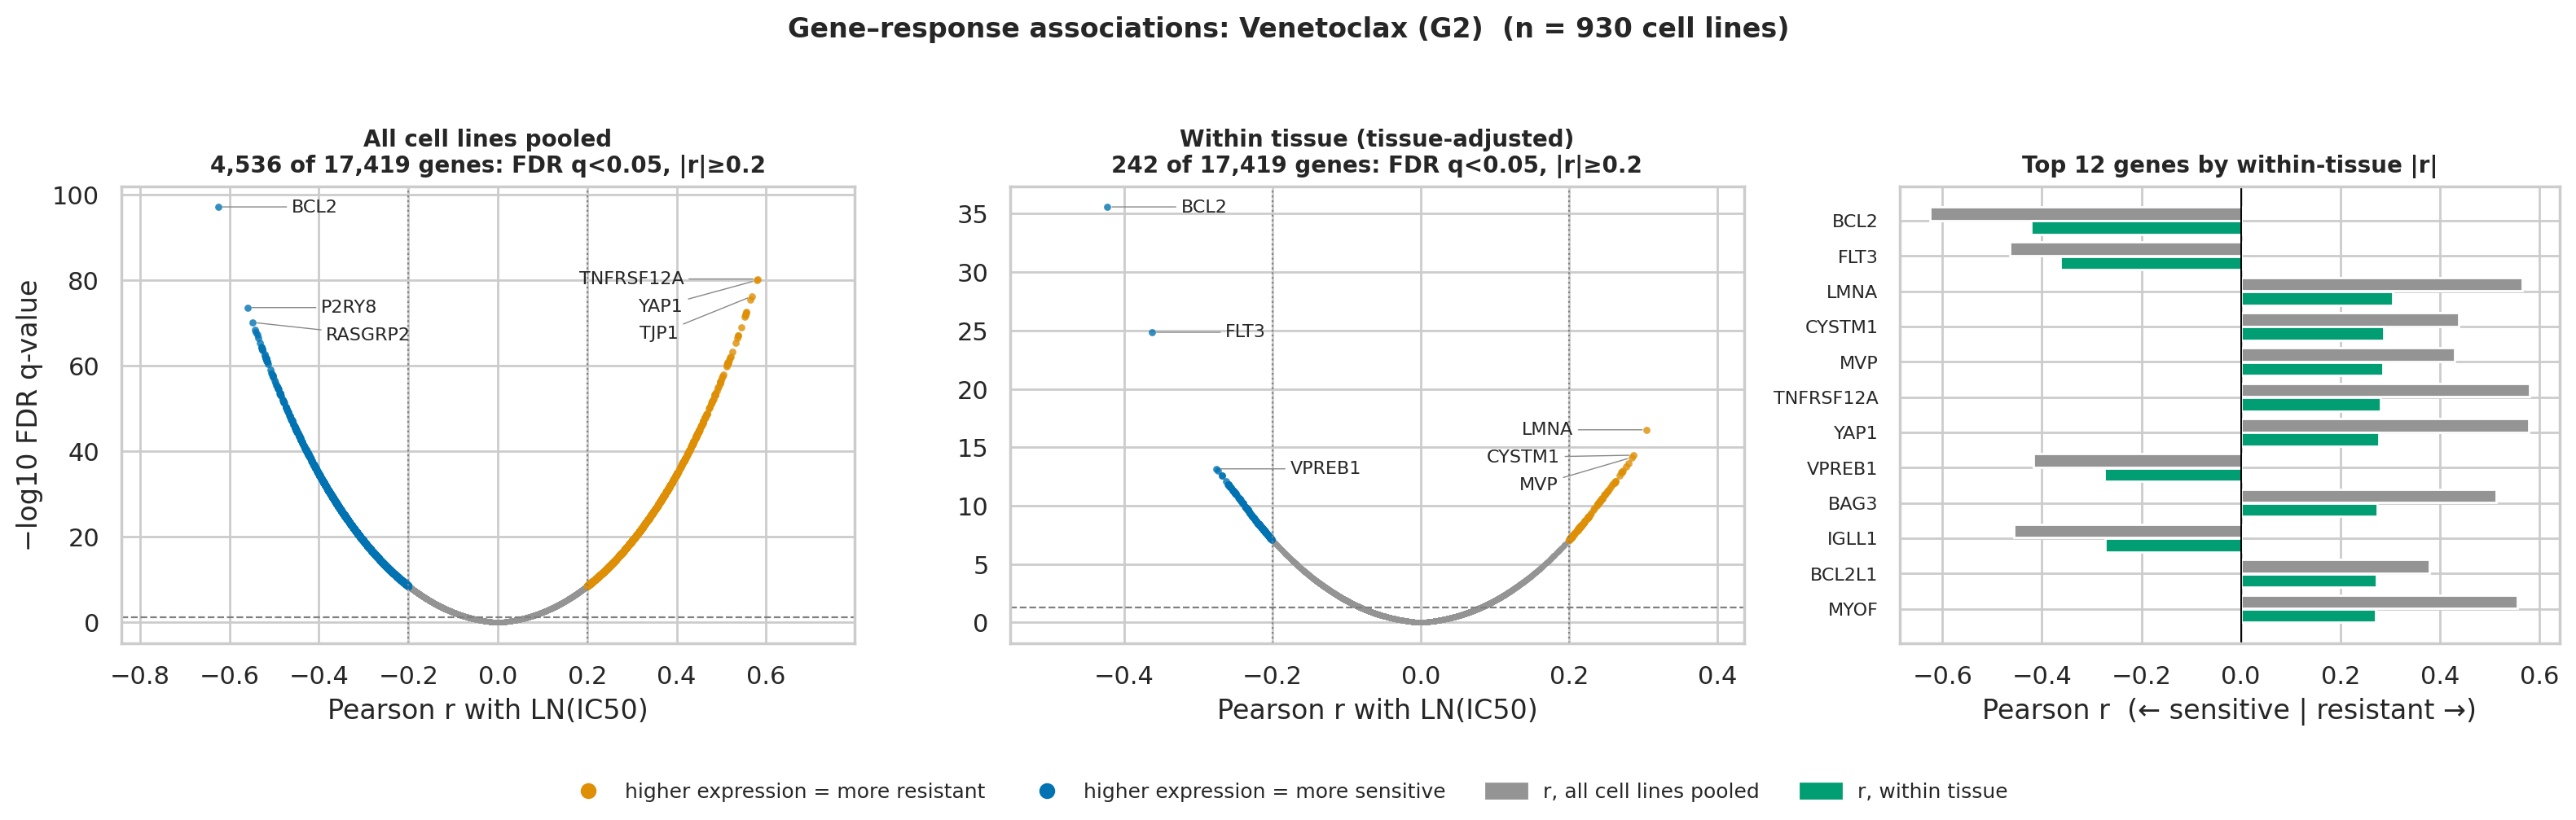 Gene–response associations: Venetoclax (G2)  (n = 930 cell lines)
All cell lines pooled
4,536 of 17,419 genes: FDR q<0.05, |r|≥0.2
−log10 FDR q-value
100
80
60
40
20
0
BCL2
P2RY8
RASGRP2
TNFRSF12A
YAP1
TJP1
−0.8
−0.6
−0.4
−0.2
0.0
0.2
0.4
0.6
Pearson r with LN(IC50)
Within tissue (tissue-adjusted)
242 of 17,419 genes: FDR q<0.05, |r|≥0.2
35
30
25
20
15
10
5
0
BCL2
FLT3
VPREB1
LMNA
CYSTM1
MVP
−0.4
−0.2
0.0
0.2
0.4
Pearson r with LN(IC50)
Top 12 genes by within-tissue |r|
BCL2
FLT3
LMNA
CYSTM1
MVP
TNFRSF12A
YAP1
VPREB1
BAG3
IGLL1
BCL2L1
MYOF
−0.6
−0.4
−0.2
0.0
0.2
0.4
0.6
Pearson r  (← sensitive | resistant →)
higher expression = more resistant
higher expression = more sensitive
r, all cell lines pooled
r, within tissue